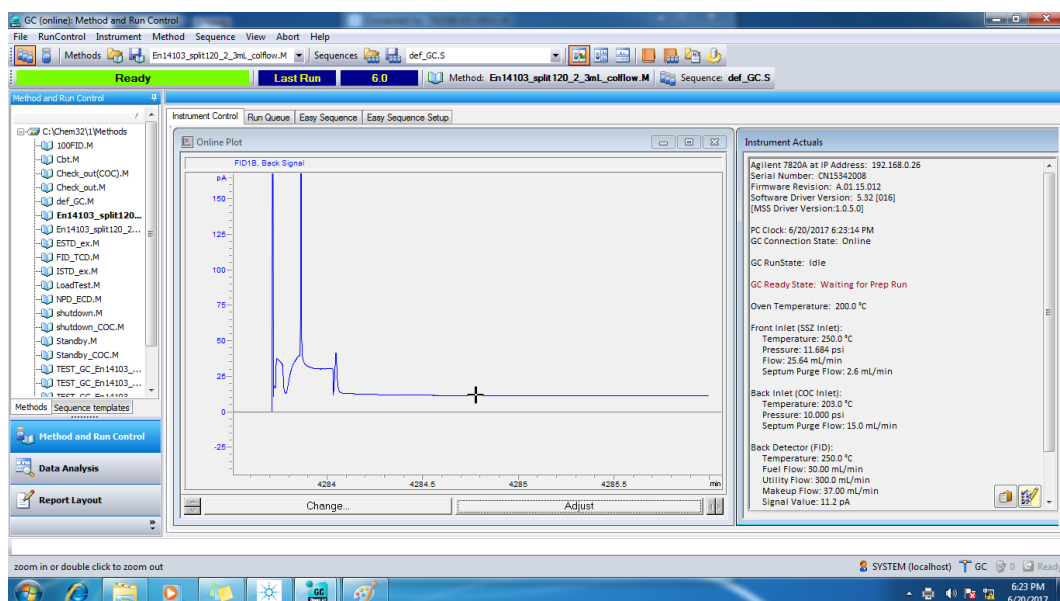 GC (online): Method and Run Control
File RunControl Instrument Method Sequence View Abort Help
Methods En14103_split120_2_3mL_colflow.M Sequences def_GC.S
Ready Last Run 6.0 Method: En14103_split120_2_3mL_colflow.M Sequence: def_GC.S
Method and Run Control
C:\Chem32\1\Methods
100FID.M
Cbt.M
Check_out(COC).M
Check_out.M
def_GC.M
En14103_split120...
En14103_split120_2...
ESTD_ex.M
FID_TCD.M
ISTD_ex.M
LoadTest.M
NPD_ECD.M
shutdown.M
shutdown_COC.M
Standby.M
Standby_COC.M
TEST_GC_En14103_...
TEST_GC_En14103_...
TEST_GC_En14103
Methods Sequence templates
Method and Run Control
Data Analysis
Report Layout
Instrument Control Run Queue Easy Sequence Easy Sequence Setup
Online Plot
FID1B, Back Signal
pA
150
125
100
75
50
25
0
-25
4284 4284.5 4285 4285.5 min
Change... Adjust
Instrument Actuals
Agilent 7820A at IP Address: 192.168.0.26
Serial Number: CN15342008
Firmware Revision: A.01.15.012
Software Driver Version: 5.32 [016]
[MSS Driver Version:1.0.5.0]
PC Clock: 6/20/2017 6:23:14 PM
GC Connection State: Online
GC RunState: Idle
GC Ready State: Waiting for Prep Run
Oven Temperature: 200.0 °C
Front Inlet (SSZ Inlet):
Temperature: 250.0 °C
Pressure: 11.684 psi
Flow: 25.64 mL/min
Septum Purge Flow: 2.6 mL/min
Back Inlet (COC Inlet):
Temperature: 203.0 °C
Pressure: 10.000 psi
Septum Purge Flow: 15.0 mL/min
Back Detector (FID):
Temperature: 250.0 °C
Fuel Flow: 30.00 mL/min
Utility Flow: 300.0 mL/min
Makeup Flow: 37.00 mL/min
Signal Value: 11.2 pA
zoom in or double click to zoom out
SYSTEM (localhost) GC 0 Ready
GC
6:23 PM
6/20/2017